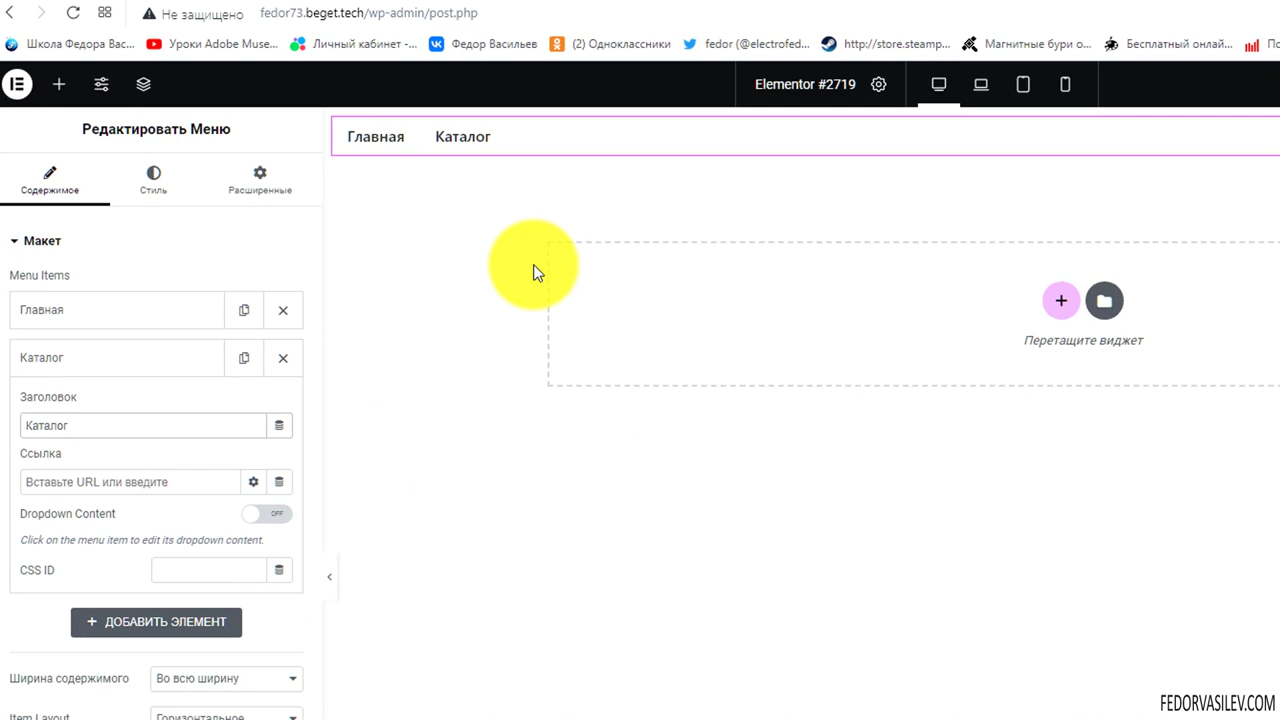 Не защищено
fedor73.beget.tech/wp-admin/post.php
Школа Федора Вас...
Уроки Adobe Muse...
Личный кабинет -...
Федор Васильев
(2) Одноклассники
fedor (@electrofed...
http://store.steamp...
Магнитные бури о...
Бесплатный онлай...
Elementor #2719
Редактировать Меню
Главная
Каталог
Содержимое
Стиль
Расширенные
Макет
Menu Items
Главная
Каталог
Заголовок
Каталог
Ссылка
Вставьте URL или введите
Dropdown Content
OFF
Click on the menu item to edit its dropdown content.
CSS ID
+ ДОБАВИТЬ ЭЛЕМЕНТ
Ширина содержимого
Во всю ширину
Item Layout
Горизонтальное
Перетащите виджет
FEDORVASILEV.COM